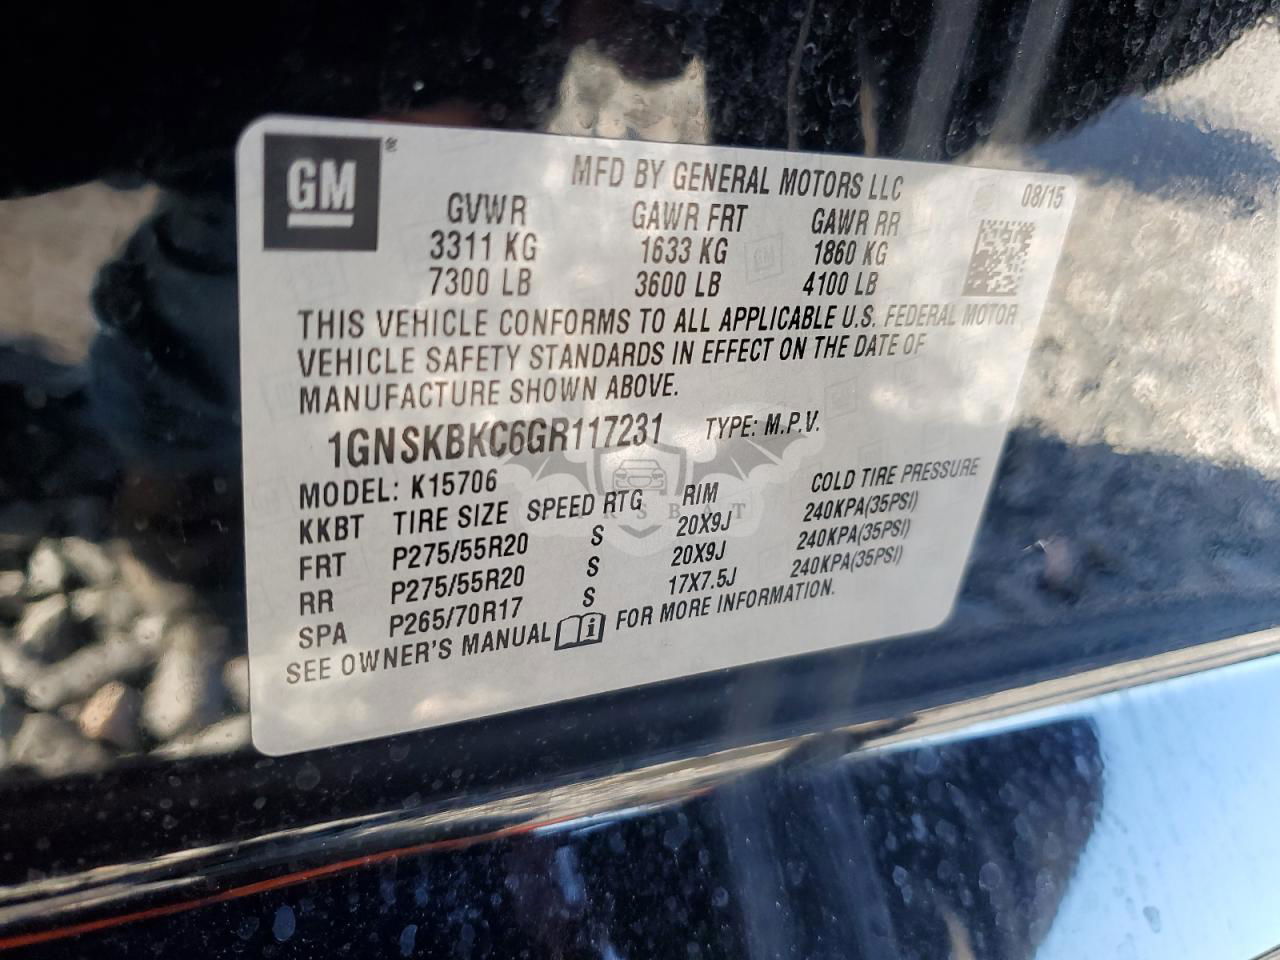 GM ®
MFD BY GENERAL MOTORS LLC
08/15
GVWR GAWR FRT GAWR RR
3311 KG 1633 KG 1860 KG
7300 LB 3600 LB 4100 LB
THIS VEHICLE CONFORMS TO ALL APPLICABLE U.S. FEDERAL MOTOR
VEHICLE SAFETY STANDARDS IN EFFECT ON THE DATE OF
MANUFACTURE SHOWN ABOVE.
1GNSKBKC6GR117231 TYPE: M.P.V.
MODEL: K15706
KKBT TIRE SIZE SPEED RTG RIM COLD TIRE PRESSURE
FRT P275/55R20 S 20X9J 240KPA(35PSI)
RR P275/55R20 S 20X9J 240KPA(35PSI)
SPA P265/70R17 S 17X7.5J 240KPA(35PSI)
SEE OWNER'S MANUAL FOR MORE INFORMATION.